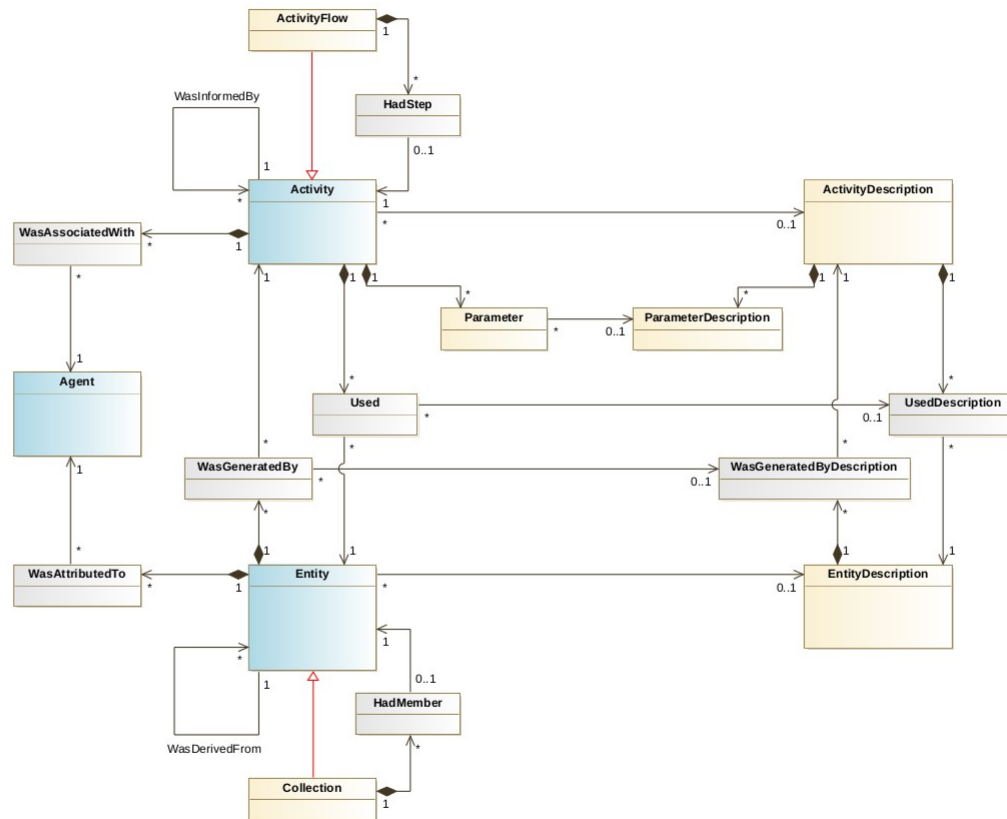 ActivityFlow
1
*
HadStep
WasInformedBy
0..1
1
*
Activity
1
*
ActivityDescription
0..1
WasAssociatedWith
*
1
1
1
1
1
1
1
*
*
*
Parameter
*
0..1
ParameterDescription
1
Agent
1
*
Used
*
*
UsedDescription
0..1
*
*
WasGeneratedBy
*
*
WasGeneratedByDescription
0..1
*
*
*
1
1
1
1
WasAttributedTo
*
1
Entity
*
EntityDescription
0..1
*
1
1
0..1
HadMember
WasDerivedFrom
*
Collection
1